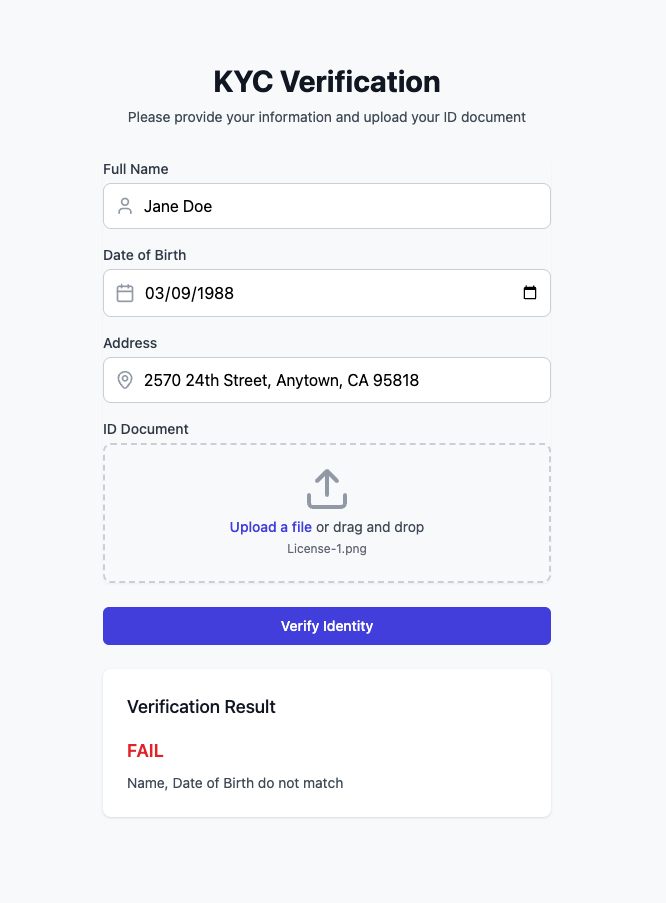 KYC Verification
Please provide your information and upload your ID document
Full Name
Jane Doe
Date of Birth
03/09/1988
Address
2570 24th Street, Anytown, CA 95818
ID Document
Upload a file or drag and drop
License-1.png
Verify Identity
Verification Result
FAIL
Name, Date of Birth do not match